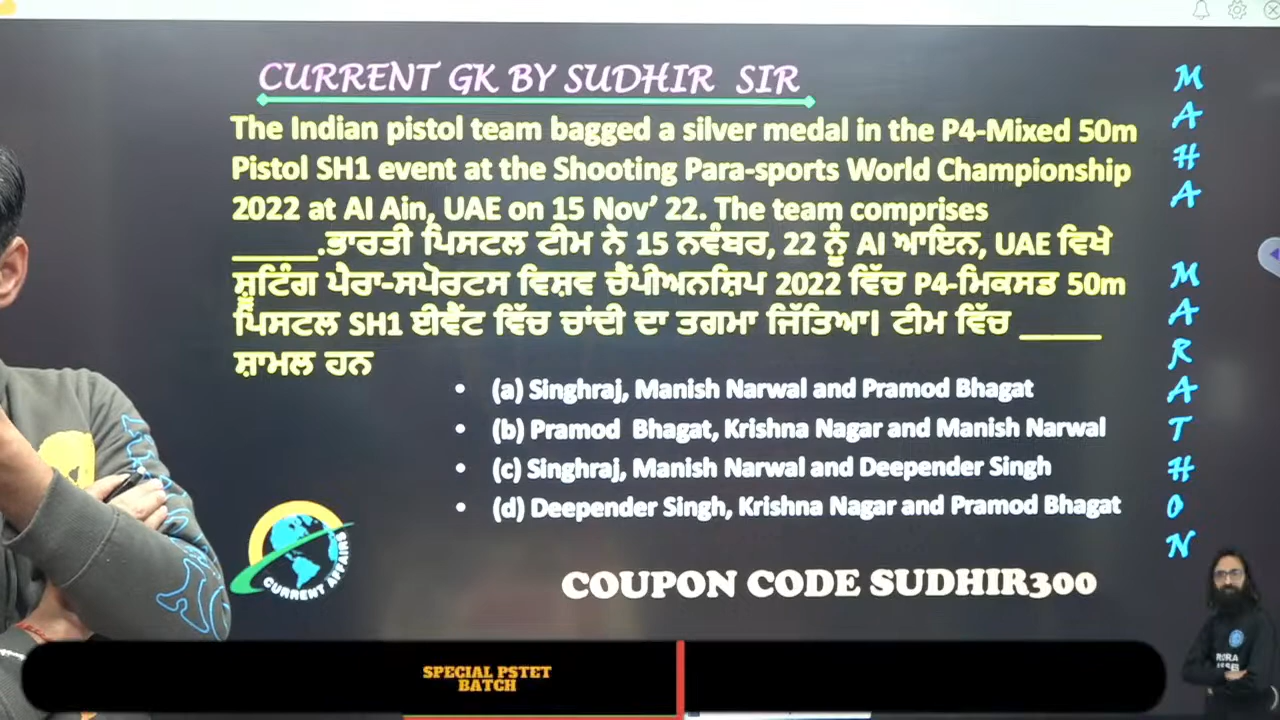 CURRENT GK BY SUDHIR SIR
The Indian pistol team bagged a silver medal in the P4-Mixed 50m
Pistol SH1 event at the Shooting Para-sports World Championship
2022 at Al Ain, UAE on 15 Nov’ 22. The team comprises
_____.ਭਾਰਤੀ ਪਿਸਟਲ ਟੀਮ ਨੇ 15 ਨਵੰਬਰ, 22 ਨੂੰ AI ਆਇਨ, UAE ਵਿਖੇ
ਸ਼ੂਟਿੰਗ ਪੈਰਾ-ਸਪੋਰਟਸ ਵਿਸ਼ਵ ਚੈਂਪੀਅਨਸ਼ਿਪ 2022 ਵਿੱਚ P4-ਮਿਕਸਡ 50m
ਪਿਸਟਲ SH1 ਈਵੈਂਟ ਵਿੱਚ ਚਾਂਦੀ ਦਾ ਤਗਮਾ ਜਿੱਤਿਆ। ਟੀਮ ਵਿੱਚ _____
ਸ਼ਾਮਲ ਹਨ
• (a) Singhraj, Manish Narwal and Pramod Bhagat
• (b) Pramod Bhagat, Krishna Nagar and Manish Narwal
• (c) Singhraj, Manish Narwal and Deepender Singh
• (d) Deepender Singh, Krishna Nagar and Pramod Bhagat
MAHA MARATHON
CURRENT AFFAIRS
COUPON CODE SUDHIR300
SPECIAL PSTET
BATCH